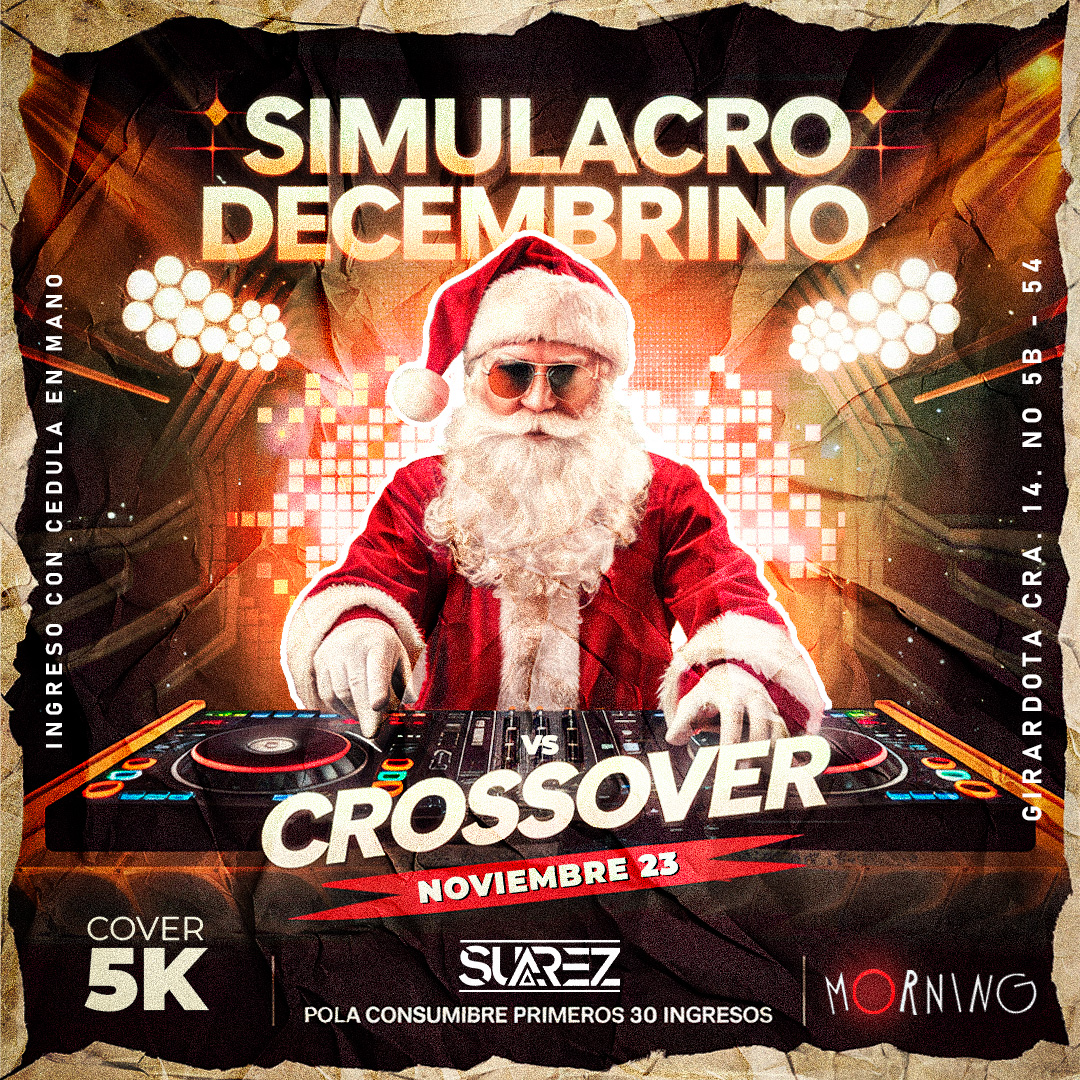 SIMULACRO
DECEMBRINO
INGRESO CON CEDULA EN MANO
GIRARDOTA CRA. 14. NO 5B - 54
VS
CROSSOVER
NOVIEMBRE 23
COVER
5K
SUAREZ
POLA CONSUMIBRE PRIMEROS 30 INGRESOS
MORNING